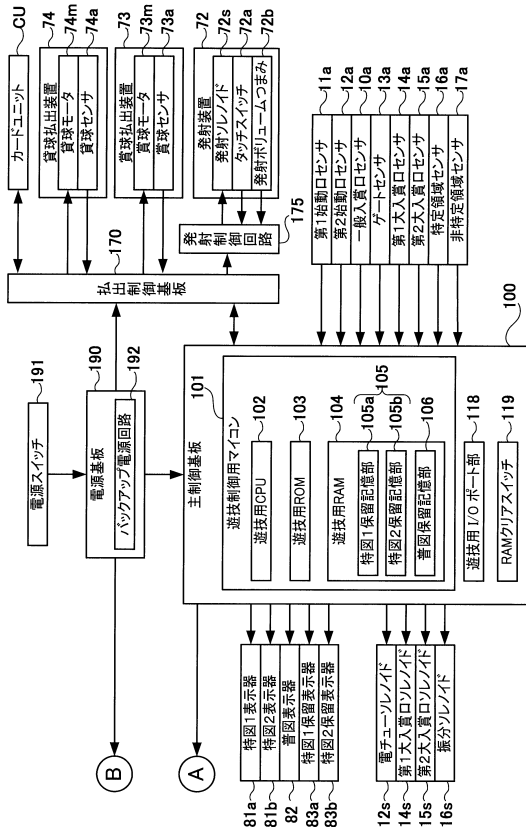 電源スイッチ 191
電源基板 190
バックアップ電源回路 192
B
A
カードユニット CU
貸球払出装置 74
貸球モータ 74m
貸球センサ 74a
賞球払出装置 73
賞球モータ 73m
賞球センサ 73a
発射装置 72
発射ソレノイド 72s
タッチスイッチ 72a
発射ボリュームつまみ 72b
払出制御基板 170
発射制御回路 175
主制御基板 100
遊技制御用マイコン 101
遊技用CPU 102
遊技用ROM 103
遊技用RAM 104
特図1保留記憶部 105a
特図2保留記憶部 105b
105
普図保留記憶部 106
遊技用I/Oポート部 118
RAMクリアスイッチ 119
第1始動口センサ 11a
第2始動口センサ 12a
一般入賞口センサ 10a
ゲートセンサ 13a
第1大入賞口センサ 14a
第2大入賞口センサ 15a
特定領域センサ 16a
非特定領域センサ 17a
81a 特図1表示器
81b 特図2表示器
82 普図表示器
83a 特図1保留表示器
83b 特図2保留表示器
12s 電チューソレノイド
14s 第1大入賞口ソレノイド
15s 第2大入賞口ソレノイド
16s 振分ソレノイド